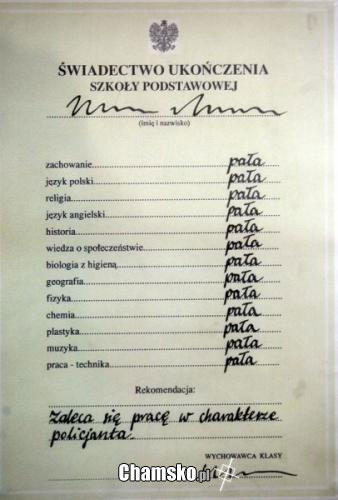 ŚWIADECTWO UKOŃCZENIA
SZKOŁY PODSTAWOWEJ
(imię i nazwisko)
zachowanie pała
język polski pała
religia pała
język angielski pała
historia pała
wiedza o społeczeństwie pała
biologia z higieną pała
geografia pała
fizyka pała
chemia pała
plastyka pała
muzyka pała
praca - technika pała
Rekomendacja:
Zaleca się pracę w charakterze
policjanta.
WYCHOWAWCA KLASY
Chamsko.pl